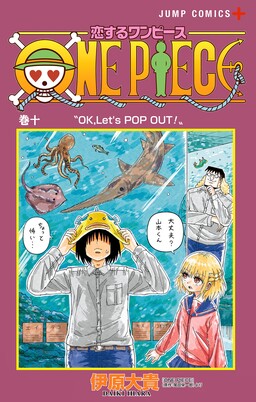 JUMP COMICS+
恋するワンピース
ONE PIECE
巻十
〝OK,Let's POP OUT!〟
大丈夫?
山本くん
ちょっと
怖い…
伊原大貴
DAIKI IHARA